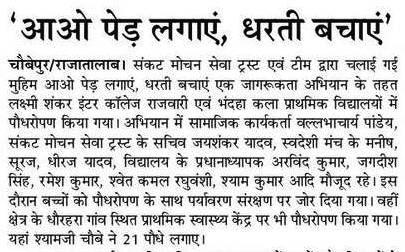 'आओ पेड़ लगाएं, धरती बचाएं'
चौबेपुर/राजातालाब। संकट मोचन सेवा ट्रस्ट एवं टीम द्वारा चलाई गई
मुहिम आओ पेड़ लगाएं, धरती बचाएं एक जागरूकता अभियान के तहत
लक्ष्मी शंकर इंटर कॉलेज राजवारी एवं भंदहा कला प्राथमिक विद्यालयों में
पौधरोपण किया गया। अभियान में सामाजिक कार्यकर्ता वल्लभाचार्य पांडेय,
संकट मोचन सेवा ट्रस्ट के सचिव जयशंकर यादव, स्वदेशी मंच के मनीष,
सूरज, धीरज यादव, विद्यालय के प्रधानाध्यापक अरविंद कुमार, जगदीश
सिंह, रमेश कुमार, श्वेत कमल रघुवंशी, श्याम कुमार आदि मौजूद रहे। इस
दौरान बच्चों को पौधरोपण के साथ पर्यावरण संरक्षण पर जोर दिया गया। वहीं
क्षेत्र के धौरहरा गांव स्थित प्राथमिक स्वास्थ्य केंद्र पर भी पौधरोपण किया गया।
यहां श्यामजी चौबे ने 21 पौधे लगाए।